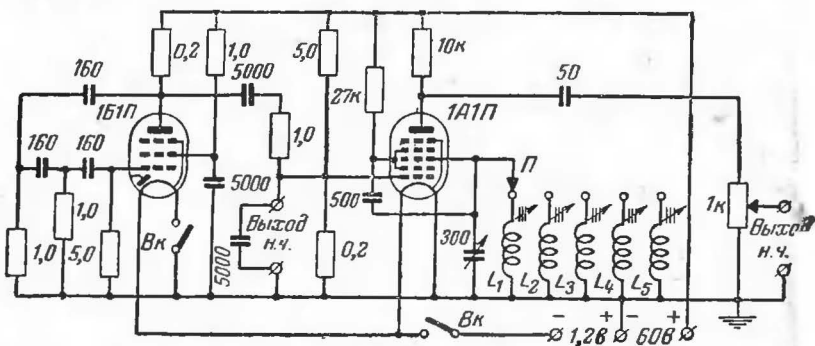 0,2
1,0
5,0
10к
160
5000
1Б1П
27к
1А1П
50
160
160
1,0
500
П
5000
1,0
Вк
Выход
н.ч.
300
1к
Выход
н.ч.
1,0
5,0
5000
0,2
L₁
L₂
L₃
L₄
L₅
Вк
−
1,2в
+
−
60в
+